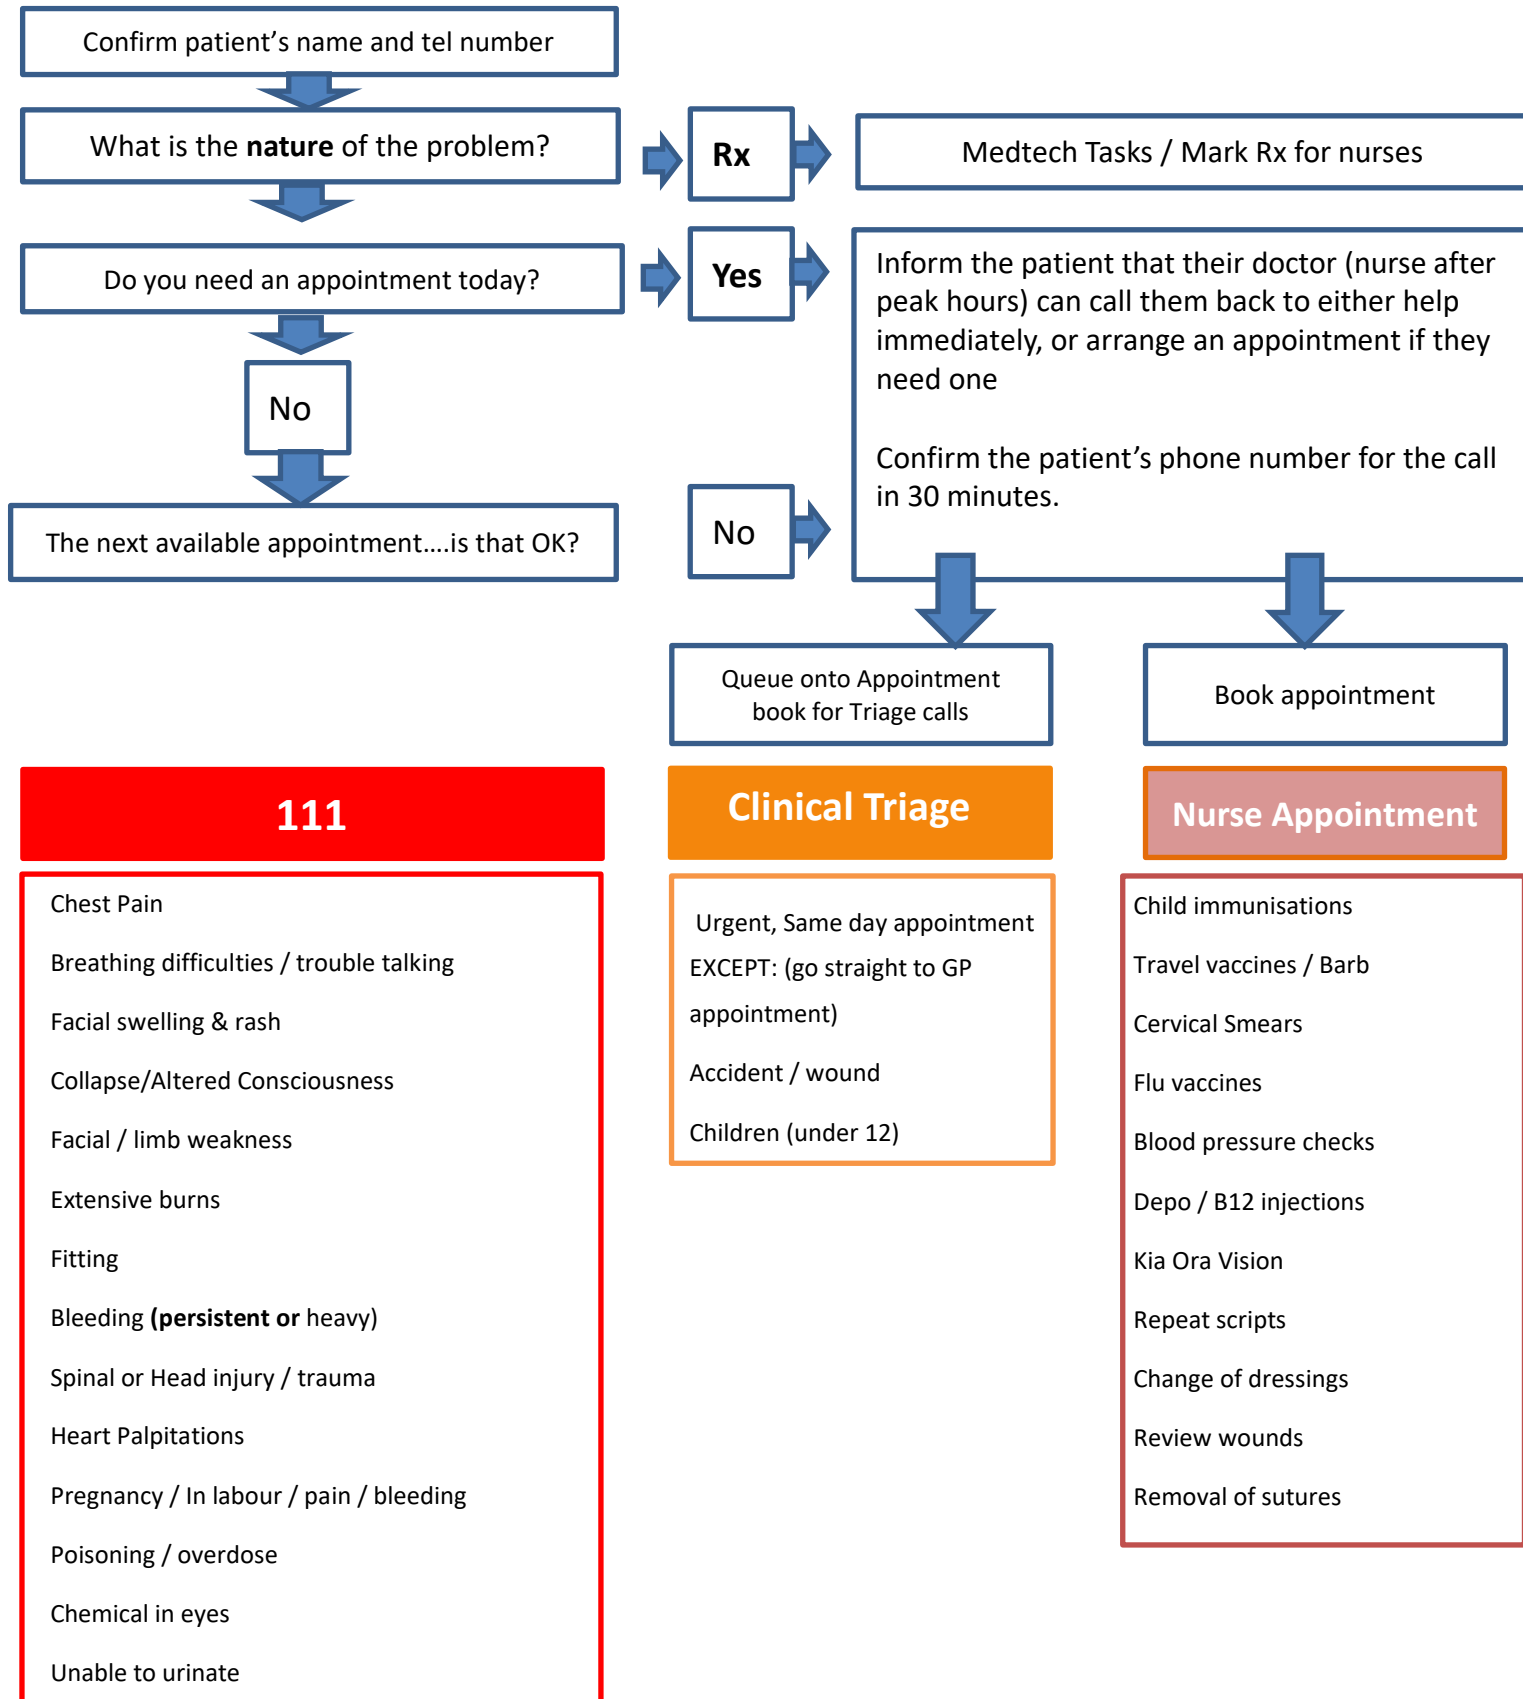 Confirm patient's name and tel number
What is the nature of the problem?
Rx
Medtech Tasks / Mark Rx for nurses
Do you need an appointment today?
Yes
Inform the patient that their doctor (nurse after
peak hours) can call them back to either help
immediately, or arrange an appointment if they
need one
Confirm the patient's phone number for the call
in 30 minutes.
No
The next available appointment....is that OK?
No
Queue onto Appointment
book for Triage calls
Book appointment
111
Chest Pain
Breathing difficulties / trouble talking
Facial swelling & rash
Collapse/Altered Consciousness
Facial / limb weakness
Extensive burns
Fitting
Bleeding (persistent or heavy)
Spinal or Head injury / trauma
Heart Palpitations
Pregnancy / In labour / pain / bleeding
Poisoning / overdose
Chemical in eyes
Unable to urinate
Clinical Triage
Urgent, Same day appointment
EXCEPT: (go straight to GP
appointment)
Accident / wound
Children (under 12)
Nurse Appointment
Child immunisations
Travel vaccines / Barb
Cervical Smears
Flu vaccines
Blood pressure checks
Depo / B12 injections
Kia Ora Vision
Repeat scripts
Change of dressings
Review wounds
Removal of sutures